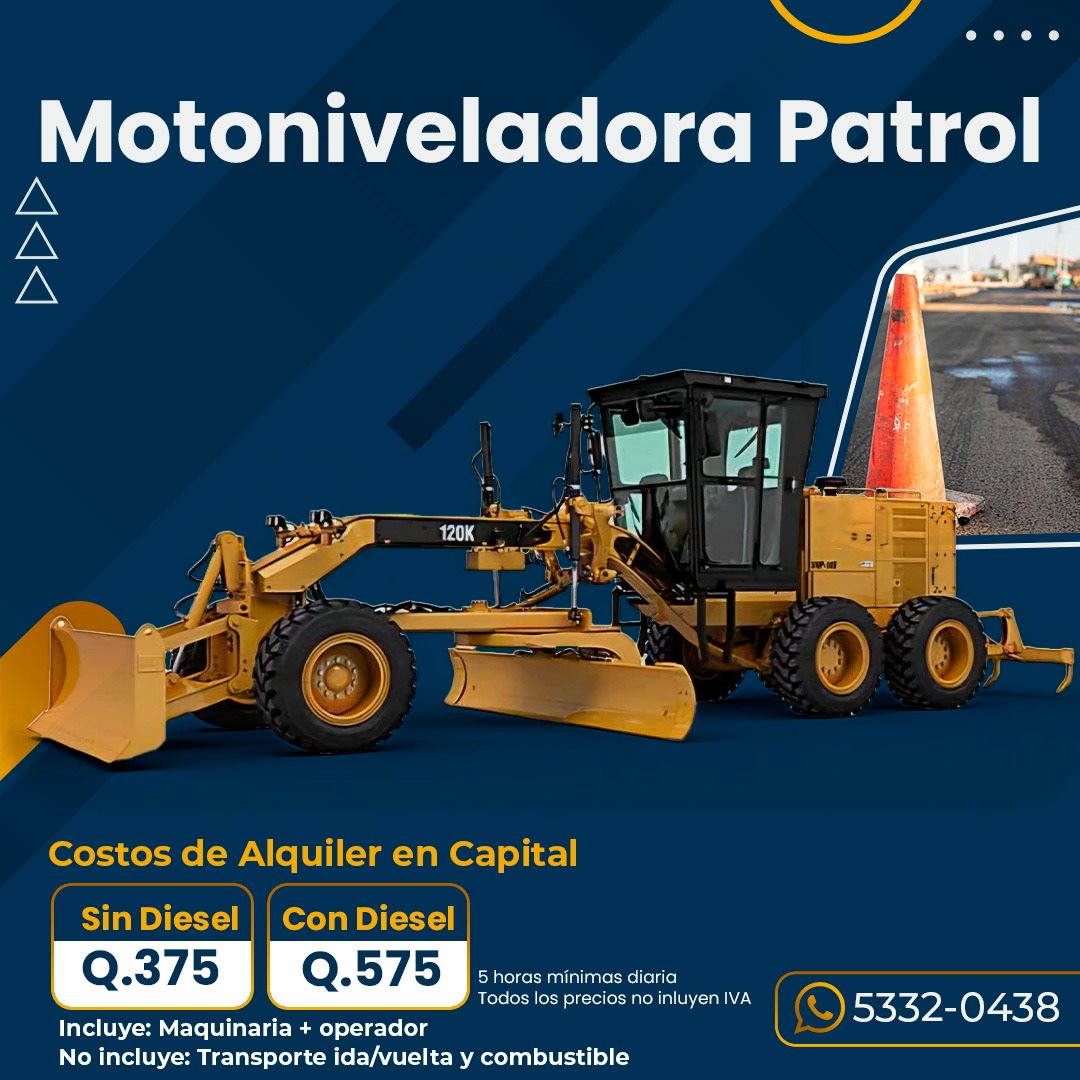 Motoniveladora Patrol
120K
Costos de Alquiler en Capital
Sin Diesel
Q.375
Con Diesel
Q.575
5 horas mínimas diaria
Todos los precios no inluyen IVA
Incluye: Maquinaria + operador
No incluye: Transporte ida/vuelta y combustible
5332-0438